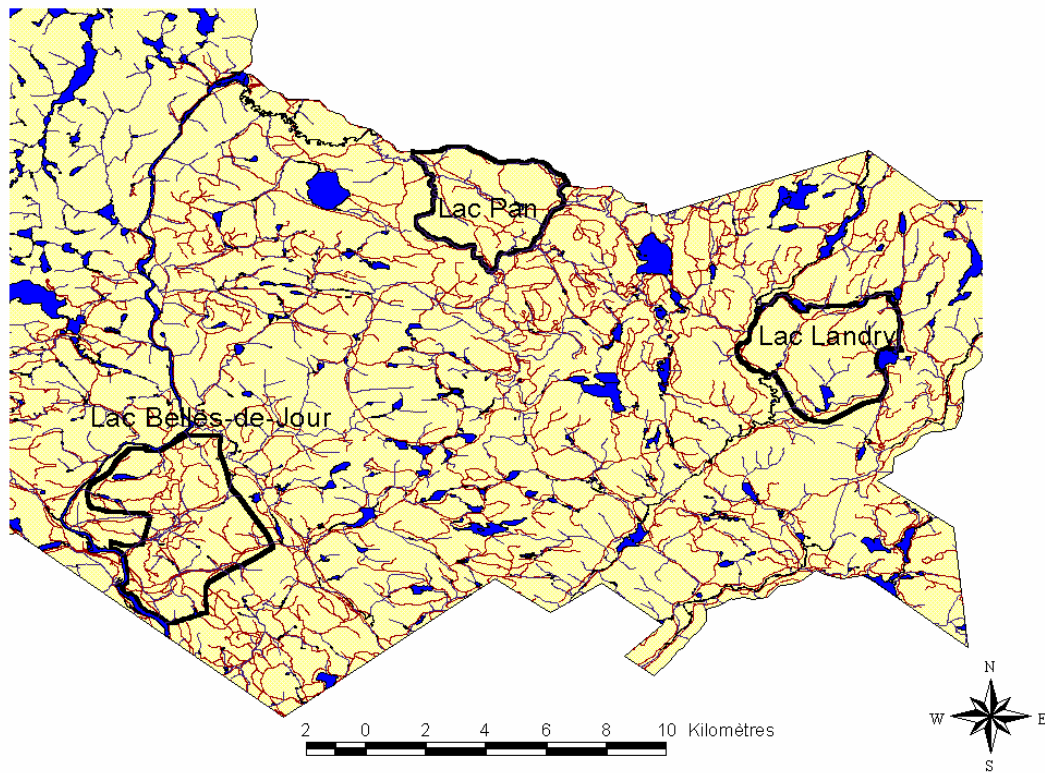 Lac Pan
Lac Landry
Lac Belles-de-Jour
N
W E
S
2 0 2 4 6 8 10 Kilomètres